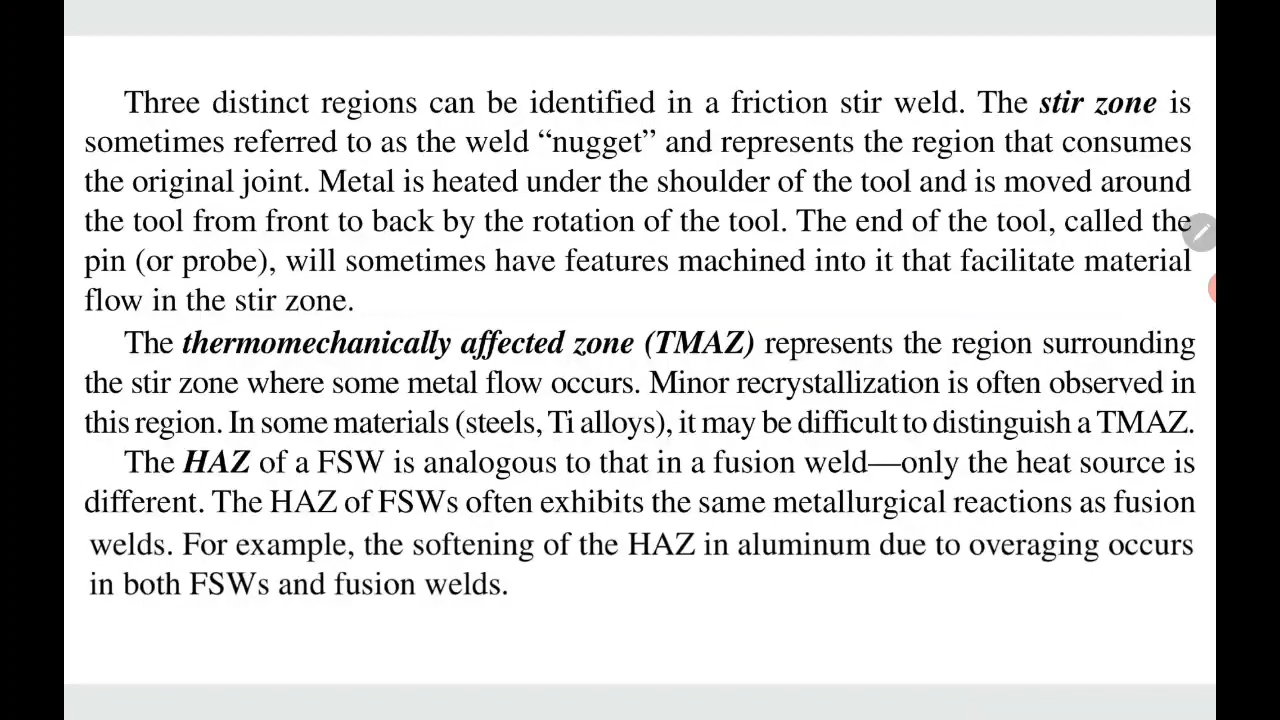 Three distinct regions can be identified in a friction stir weld. The stir zone is
sometimes referred to as the weld “nugget” and represents the region that consumes
the original joint. Metal is heated under the shoulder of the tool and is moved around
the tool from front to back by the rotation of the tool. The end of the tool, called the
pin (or probe), will sometimes have features machined into it that facilitate material
flow in the stir zone.
The thermomechanically affected zone (TMAZ) represents the region surrounding
the stir zone where some metal flow occurs. Minor recrystallization is often observed in
this region. In some materials (steels, Ti alloys), it may be difficult to distinguish a TMAZ.
The HAZ of a FSW is analogous to that in a fusion weld—only the heat source is
different. The HAZ of FSWs often exhibits the same metallurgical reactions as fusion
welds. For example, the softening of the HAZ in aluminum due to overaging occurs
in both FSWs and fusion welds.